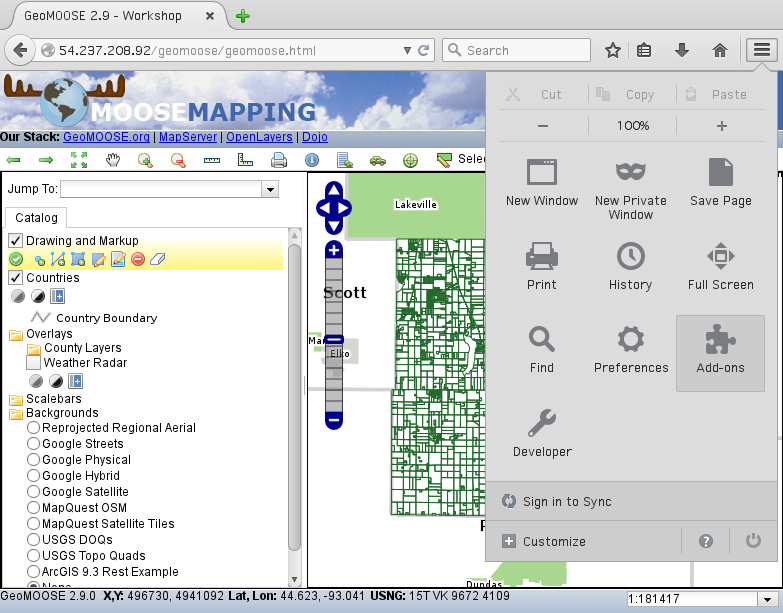 GeoMOOSE 2.9 - Workshop
54.237.208.92/geomoose/geomoose.html
Search
MOOSEMAPPING
Our Stack: GeoMOOSE.org | MapServer | OpenLayers | Dojo
Selec
Jump To:
Catalog
Drawing and Markup
Countries
Country Boundary
Overlays
County Layers
Weather Radar
Scalebars
Backgrounds
Reprojected Regional Aerial
Google Streets
Google Physical
Google Hybrid
Google Satellite
MapQuest OSM
MapQuest Satellite Tiles
USGS DOQs
USGS Topo Quads
ArcGIS 9.3 Rest Example
None
Lakeville
Scott
Elko
Dundas
Cut Copy Paste
− 100% +
New Window
New Private Window
Save Page
Print
History
Full Screen
Find
Preferences
Add-ons
Developer
Sign in to Sync
Customize
GeoMOOSE 2.9.0 X,Y: 496730, 4941092 Lat, Lon: 44.623, -93.041 USNG: 15T VK 9672 4109
1:181417